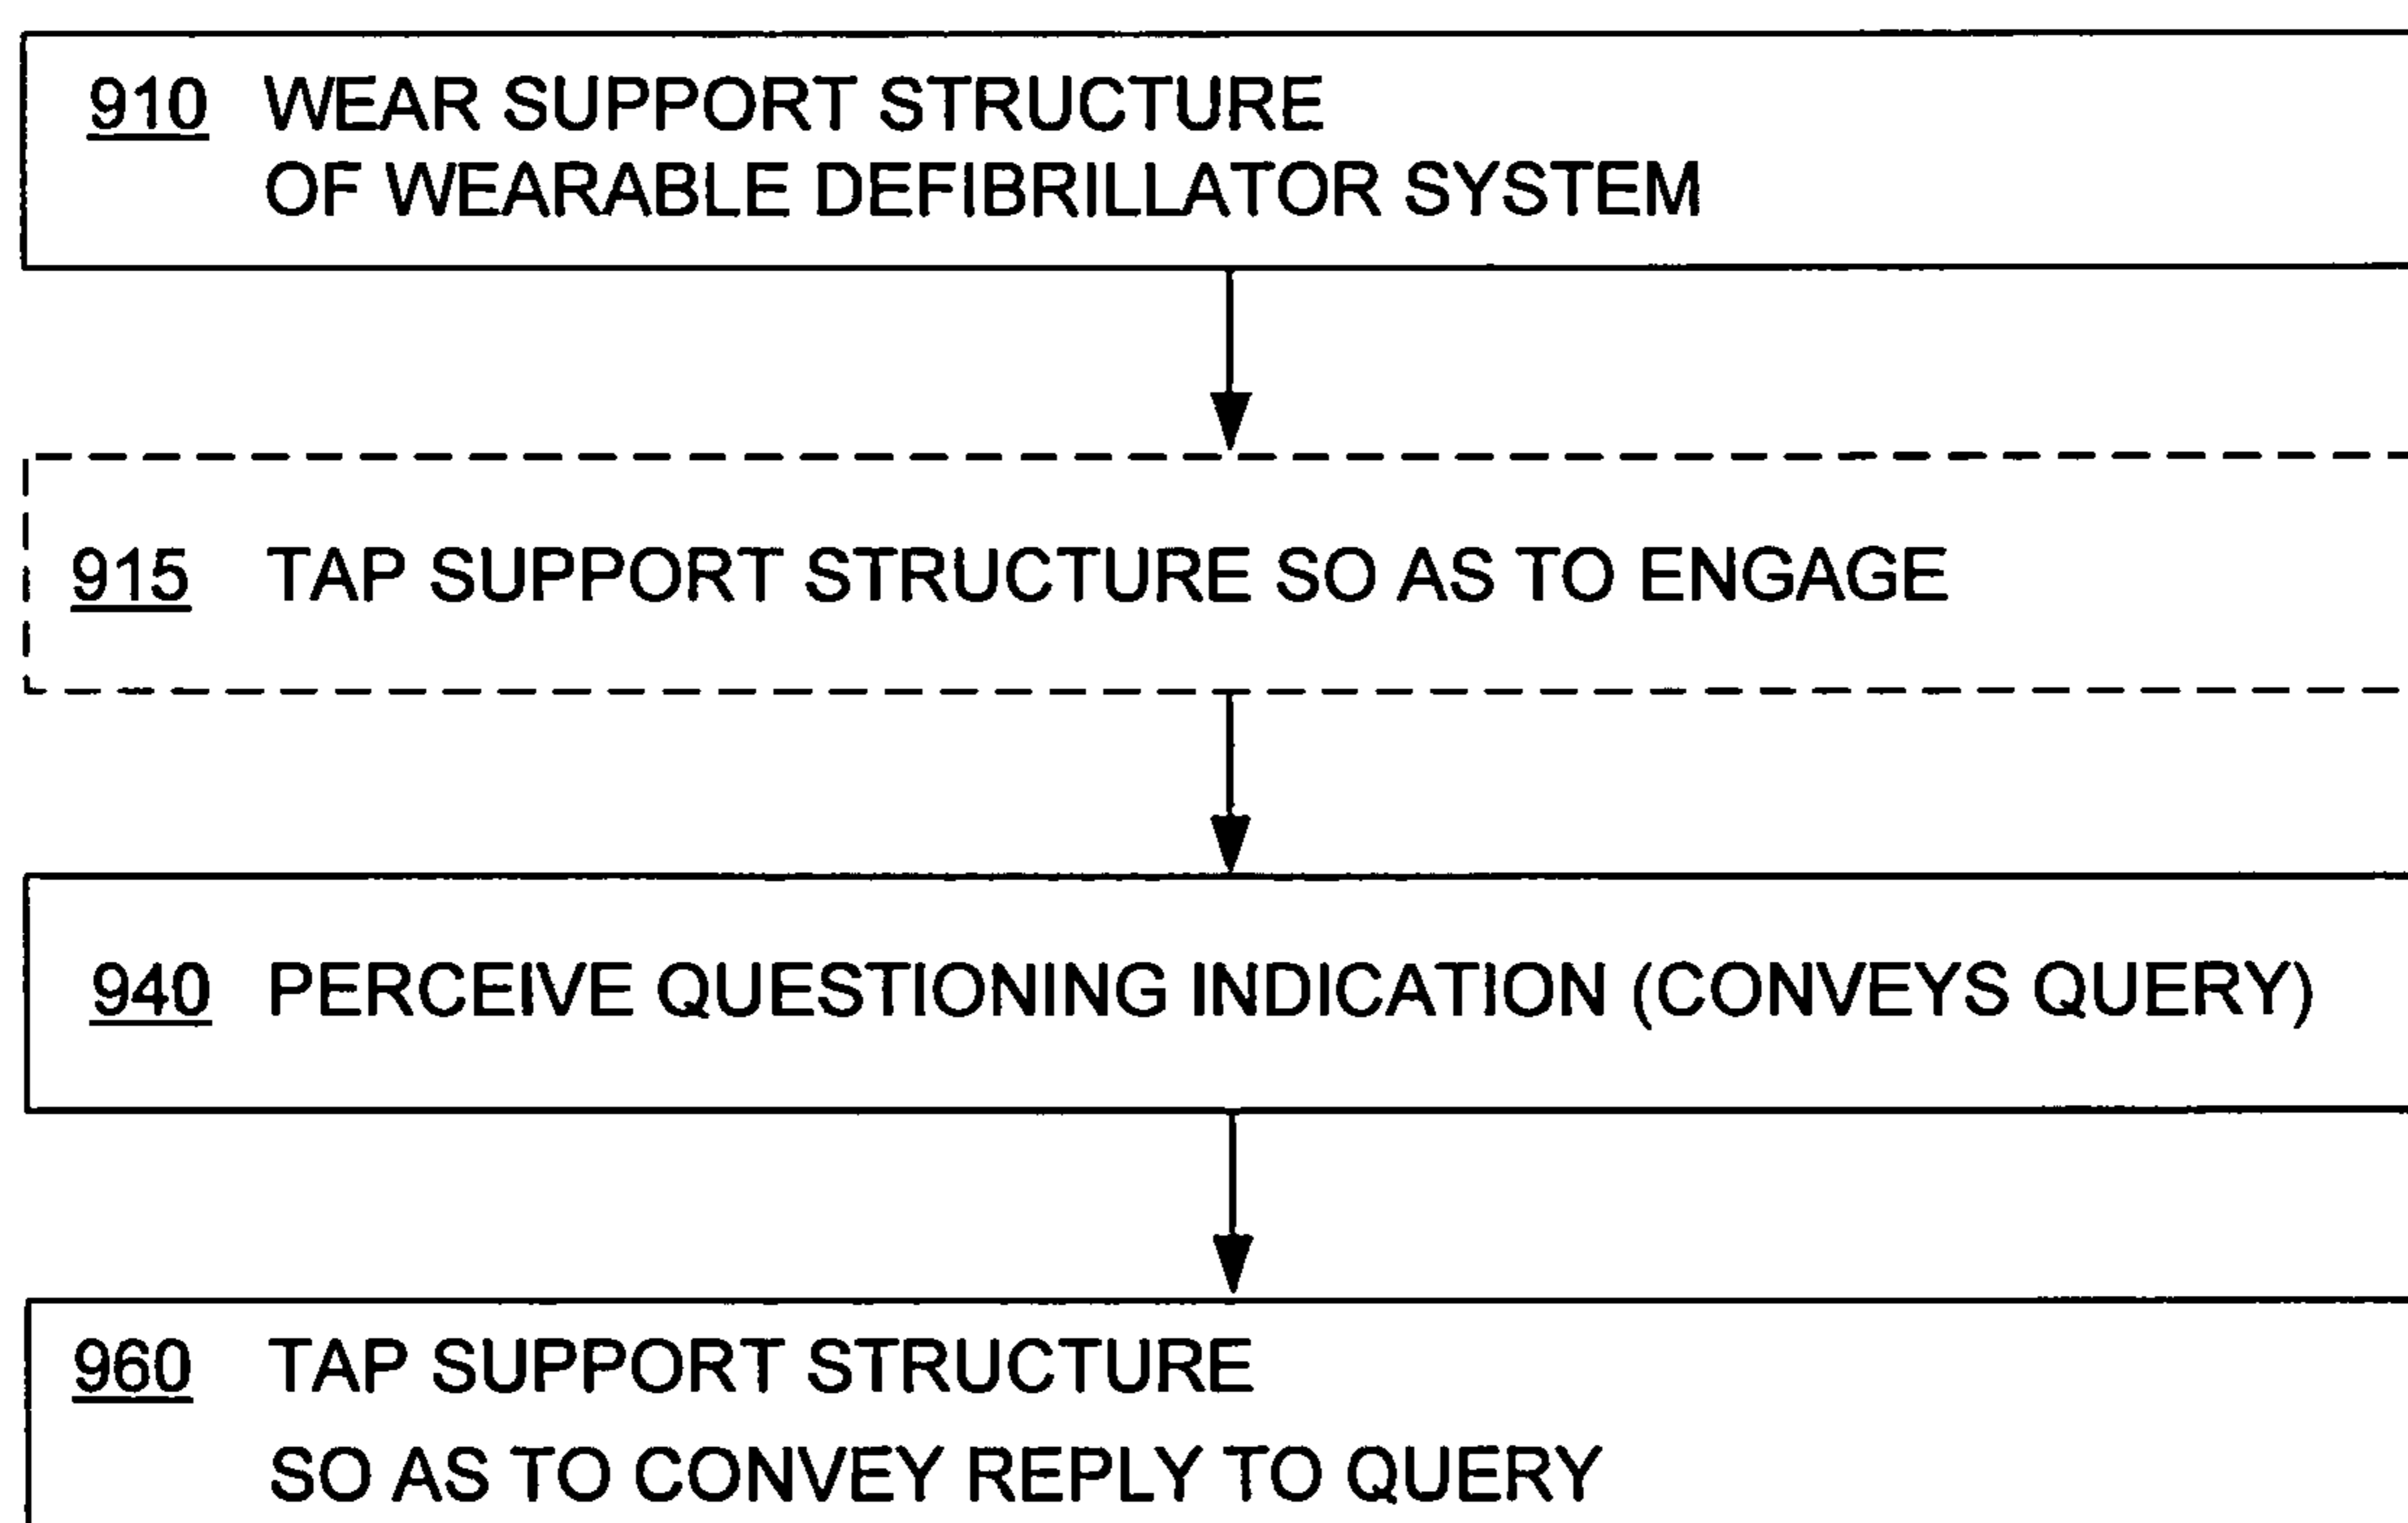 910 WEAR SUPPORT STRUCTURE
OF WEARABLE DEFIBRILLATOR SYSTEM
915 TAP SUPPORT STRUCTURE SO AS TO ENGAGE
940 PERCEIVE QUESTIONING INDICATION (CONVEYS QUERY)
960 TAP SUPPORT STRUCTURE
SO AS TO CONVEY REPLY TO QUERY